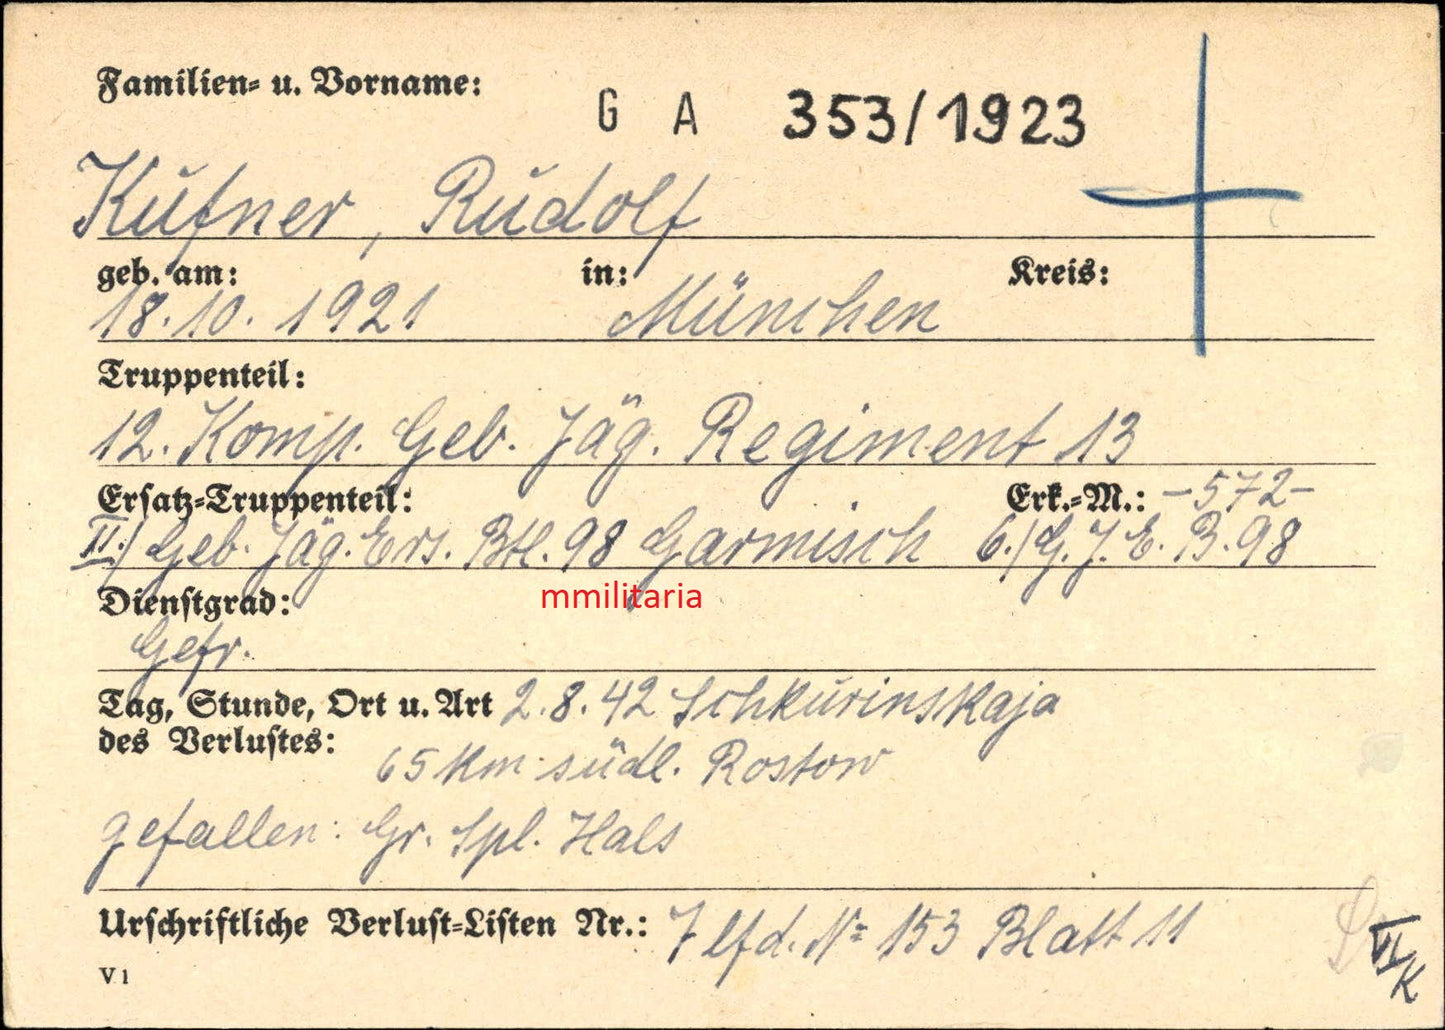 Familien- u. Vorname:
G A 353/1923
Kufner, Rudolf
geb. am: in: Kreis:
18.10.1921 München
Truppenteil:
12. Komp. Geb. Jäg. Regiment 13
Ersatz-Truppenteil: Erk.-M.: -572-
II./Geb. Jäg. Ers. Btl. 98 Garmisch 6./G.J.E.B.98
mmilitaria
Dienstgrad:
Gefr.
Tag, Stunde, Ort u. Art 2.8.42 Schkurinskaja
des Verlustes: 65 km südl. Rostow
gefallen: Gr. Spl. Hals
Urschriftliche Verlust-Listen Nr.: 7 lfd. № 153 Blatt 11
V 1
VI
K